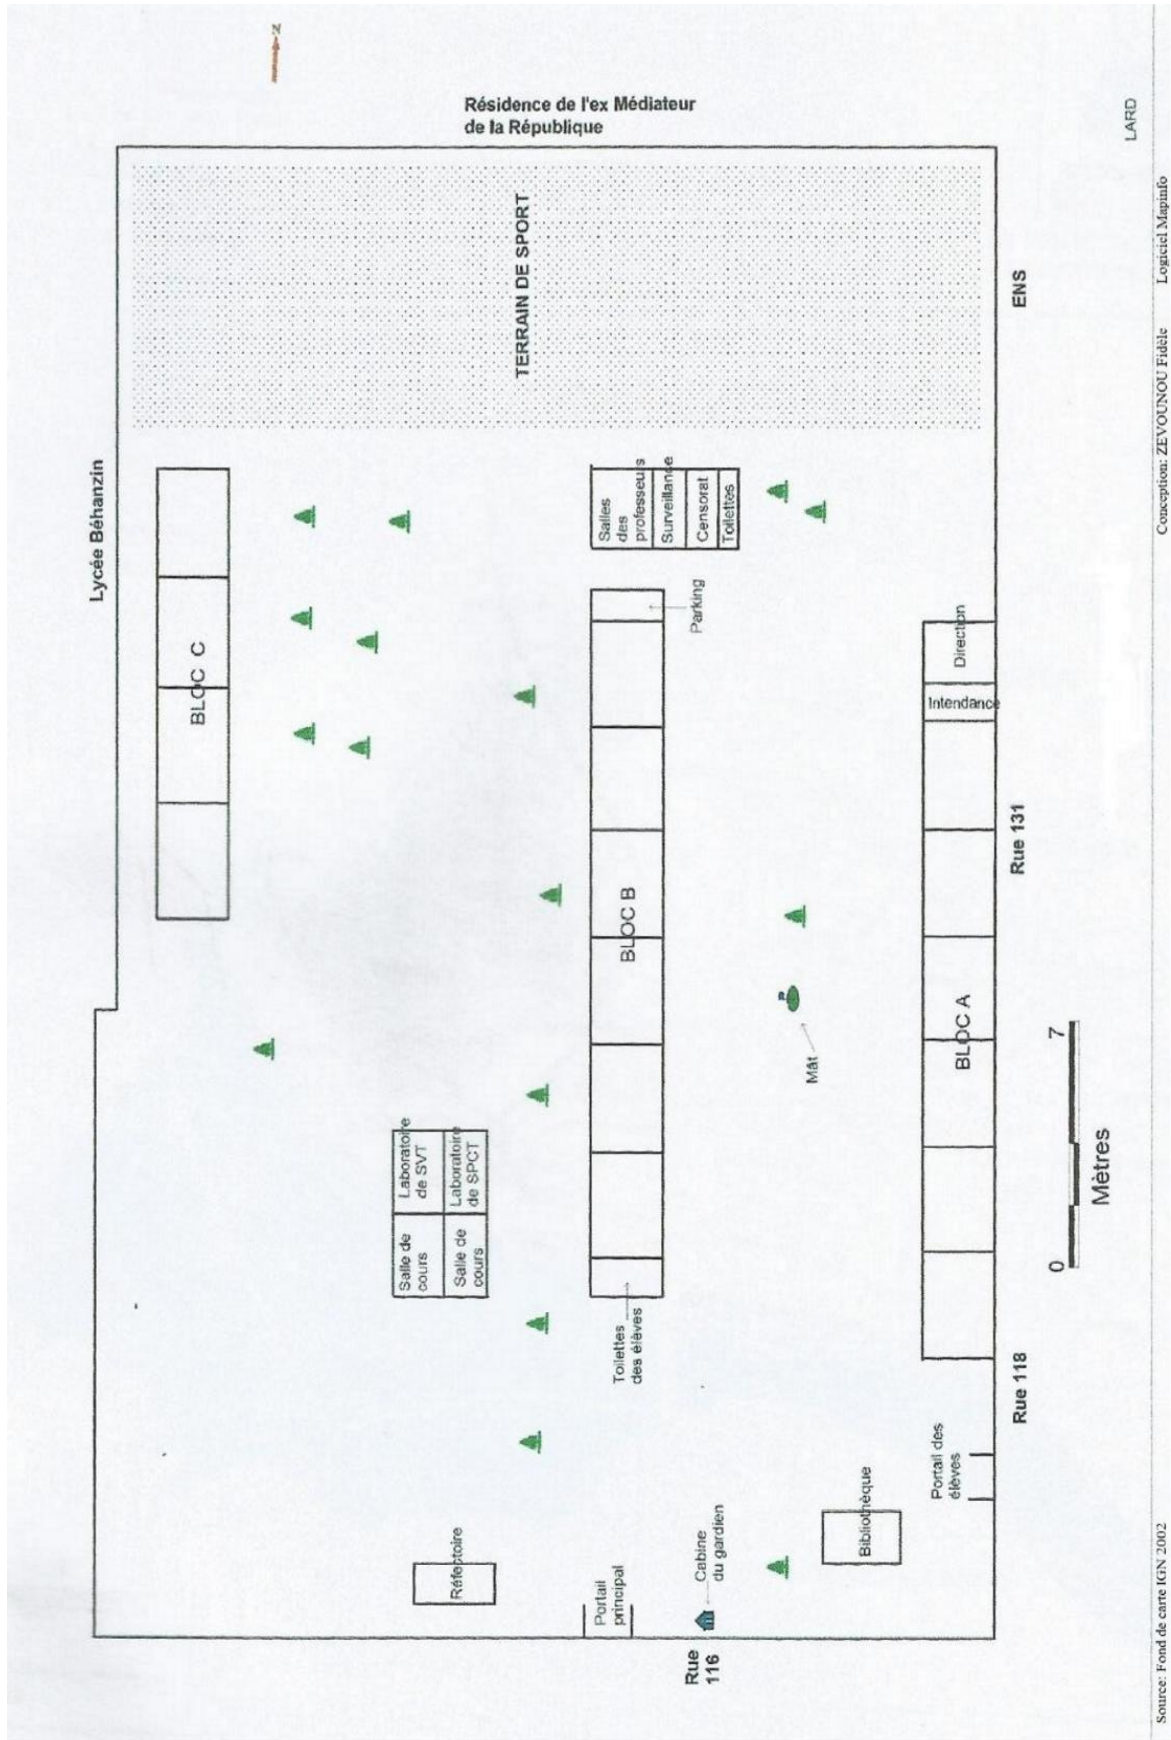 N
Résidence de l'ex Médiateur
de la République
LARD
Lycée Béhanzin
TERRAIN DE SPORT
ENS
BLOC C
Salles
des
professeurs
Surveillance
Censorat
Toilettes
Parking
Direction
Intendance
Rue 131
BLOC B
BLOC A
Mât
Laboratoire
de SVT
Laboratoire
de SPCT
Salle de
cours
Salle de
cours
Toilettes
des élèves
0
7
Mètres
Rue 118
Portail des
élèves
Bibliothèque
Réfectoire
Portail
principal
Cabine
du gardien
Rue
116
Source: Fond de carte IGN 2002
Conception: ZEVOUNOU Fidèle
Logiciel Mapinfo